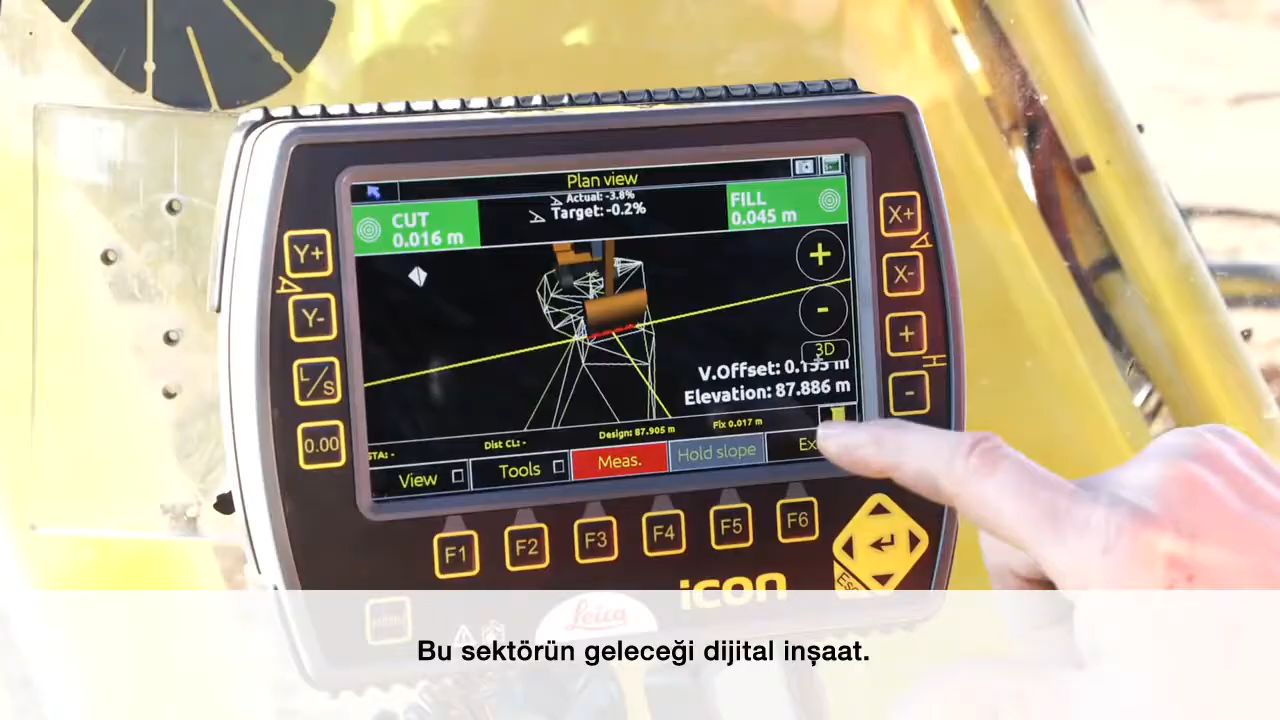 Plan view
CUT
0.016 m
Actual: -3.8%
Target: -0.2%
FILL
0.045 m
Y+
Y-
L/S
0.00
X+
X-
+
-
H
+
-
3D
V.Offset: 0.133 m
Elevation: 87.886 m
STA: -
Dist CL: -
Design: 87.905 m
Fix 0.017 m
View
Tools
Meas.
Hold slope
F1
F2
F3
F4
F5
F6
Esc
MENU
Leica
iCON
Bu sektörün geleceği dijital inşaat.